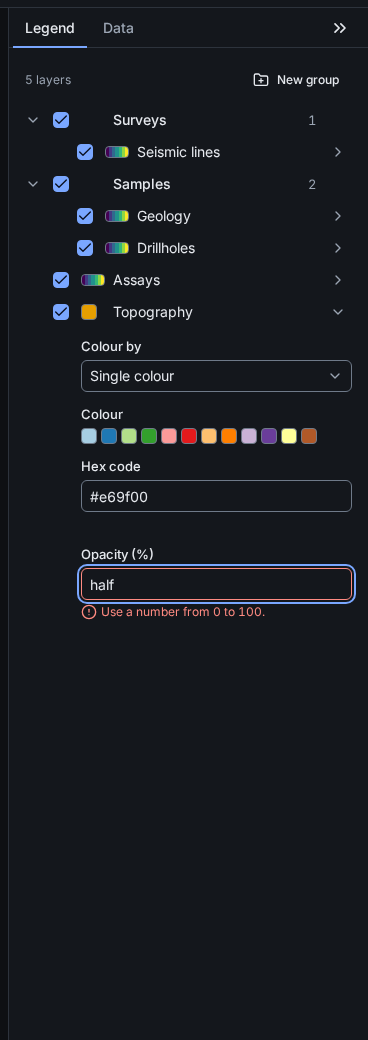 Legend
Data
5 layers
New group
Surveys
1
Seismic lines
Samples
2
Geology
Drillholes
Assays
Topography
Colour by
Single colour
Colour
Hex code
#e69f00
Opacity (%)
half
Use a number from 0 to 100.